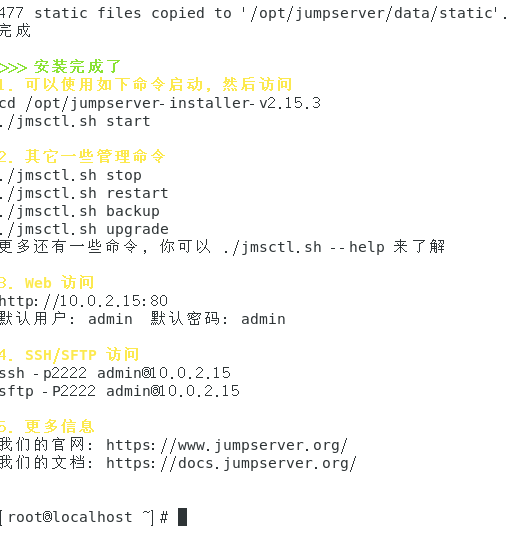 477 static files copied to '/opt/jumpserver/data/static'.
完成
>>> 安装完成了
1. 可以使用如下命令启动, 然后访问
cd /opt/jumpserver-installer-v2.15.3
./jmsctl.sh start
2. 其它一些管理命令
./jmsctl.sh stop
./jmsctl.sh restart
./jmsctl.sh backup
./jmsctl.sh upgrade
更多还有一些命令, 你可以 ./jmsctl.sh --help 来了解
3. Web 访问
http://10.0.2.15:80
默认用户: admin 默认密码: admin
4. SSH/SFTP 访问
ssh -p2222 admin@10.0.2.15
sftp -P2222 admin@10.0.2.15
5. 更多信息
我们的官网: https://www.jumpserver.org/
我们的文档: https://docs.jumpserver.org/
[root@localhost ~]#